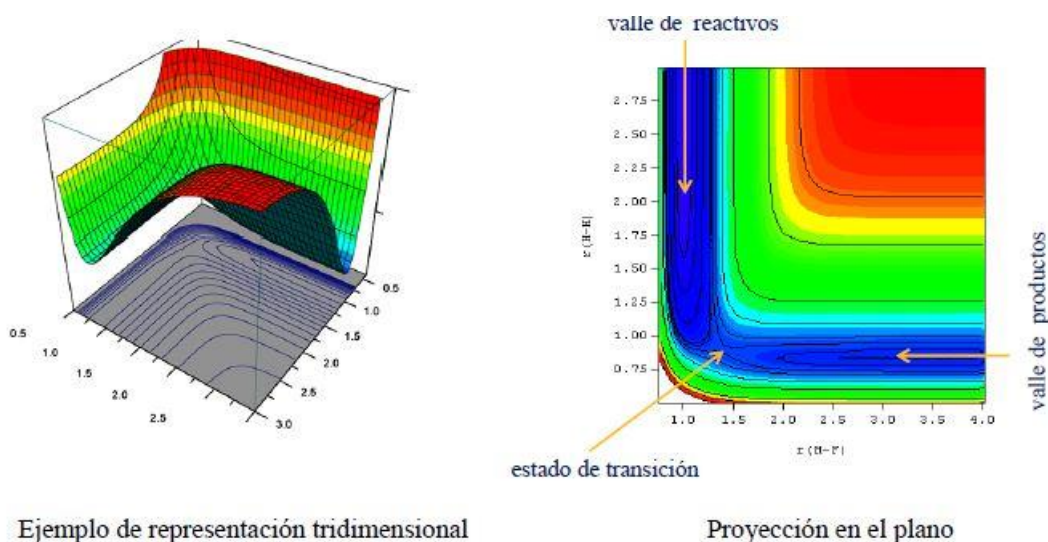 valle de reactivos
0.5
1.0
1.5
2.0
2.5
3.0
2.5
2.0
1.5
1.0
0.5
2.75
2.50
2.25
2.00
1.75
1.50
1.25
1.00
0.75
r(H-H)
1.0 1.5 2.0 2.5 3.0 3.5 4.0
r(H-F)
valle de productos
estado de transición
Ejemplo de representación tridimensional
Proyección en el plano